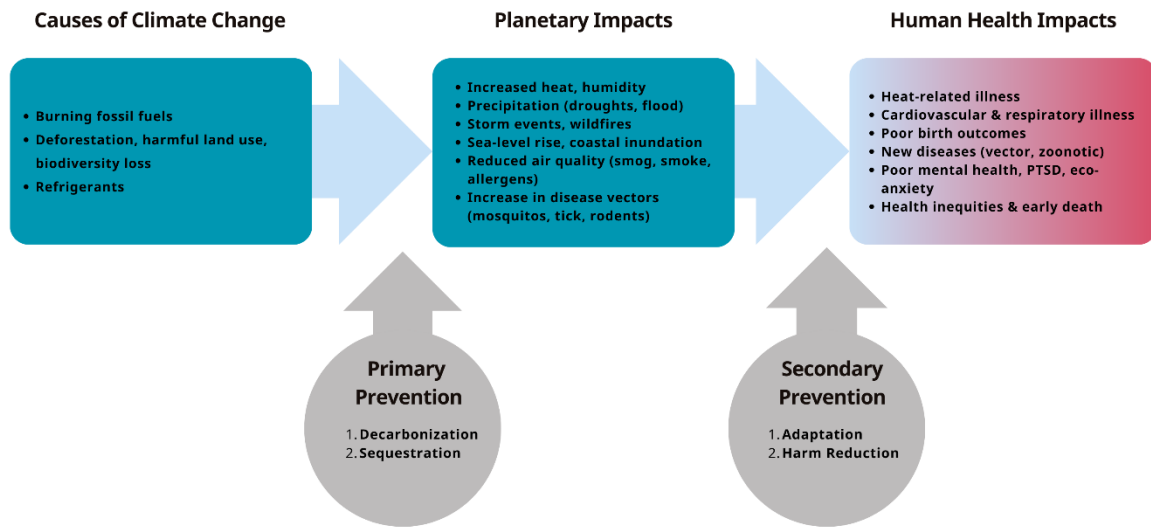 Causes of Climate Change
Planetary Impacts
Human Health Impacts
• Burning fossil fuels
• Deforestation, harmful land use,
biodiversity loss
• Refrigerants
• Increased heat, humidity
• Precipitation (droughts, flood)
• Storm events, wildfires
• Sea-level rise, coastal inundation
• Reduced air quality (smog, smoke,
allergens)
• Increase in disease vectors
(mosquitos, tick, rodents)
• Heat-related illness
• Cardiovascular & respiratory illness
• Poor birth outcomes
• New diseases (vector, zoonotic)
• Poor mental health, PTSD, eco-
anxiety
• Health inequities & early death
Primary
Prevention
1. Decarbonization
2. Sequestration
Secondary
Prevention
1. Adaptation
2. Harm Reduction